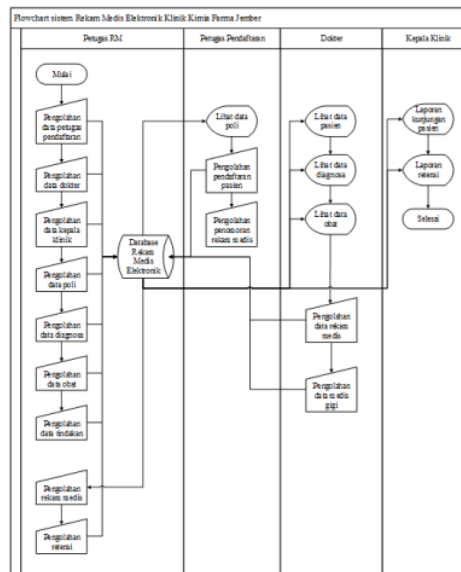 Flowchart sistem Rekam Medis Elektronik Klinik Kimia Farma Jember
Petugas RM
Petugas Pendaftaran
Dokter
Kepala Klinik
Mulai
Pengolahan
data petugas
pendaftaran
Pengolahan
data dokter
Pengolahan
data kepala
klinik
Pengolahan
data poli
Pengolahan
data diagnosa
Pengolahan
data obat
Pengolahan
data tindakan
Pengolahan
rekam medis
Pengolahan
retensi
Database
Rekam
Medis
Elektronik
Lihat data
poli
Pengolahan
pendaftaran
pasien
Pengolahan
penomoran
rekam medis
Lihat data
pasien
Lihat data
diagnosa
Lihat data
obat
Pengolahan
data rekam
medis
Pengolahan
data medis
gigi
Laporan
kunjungan
pasien
Laporan
retensi
Selesai